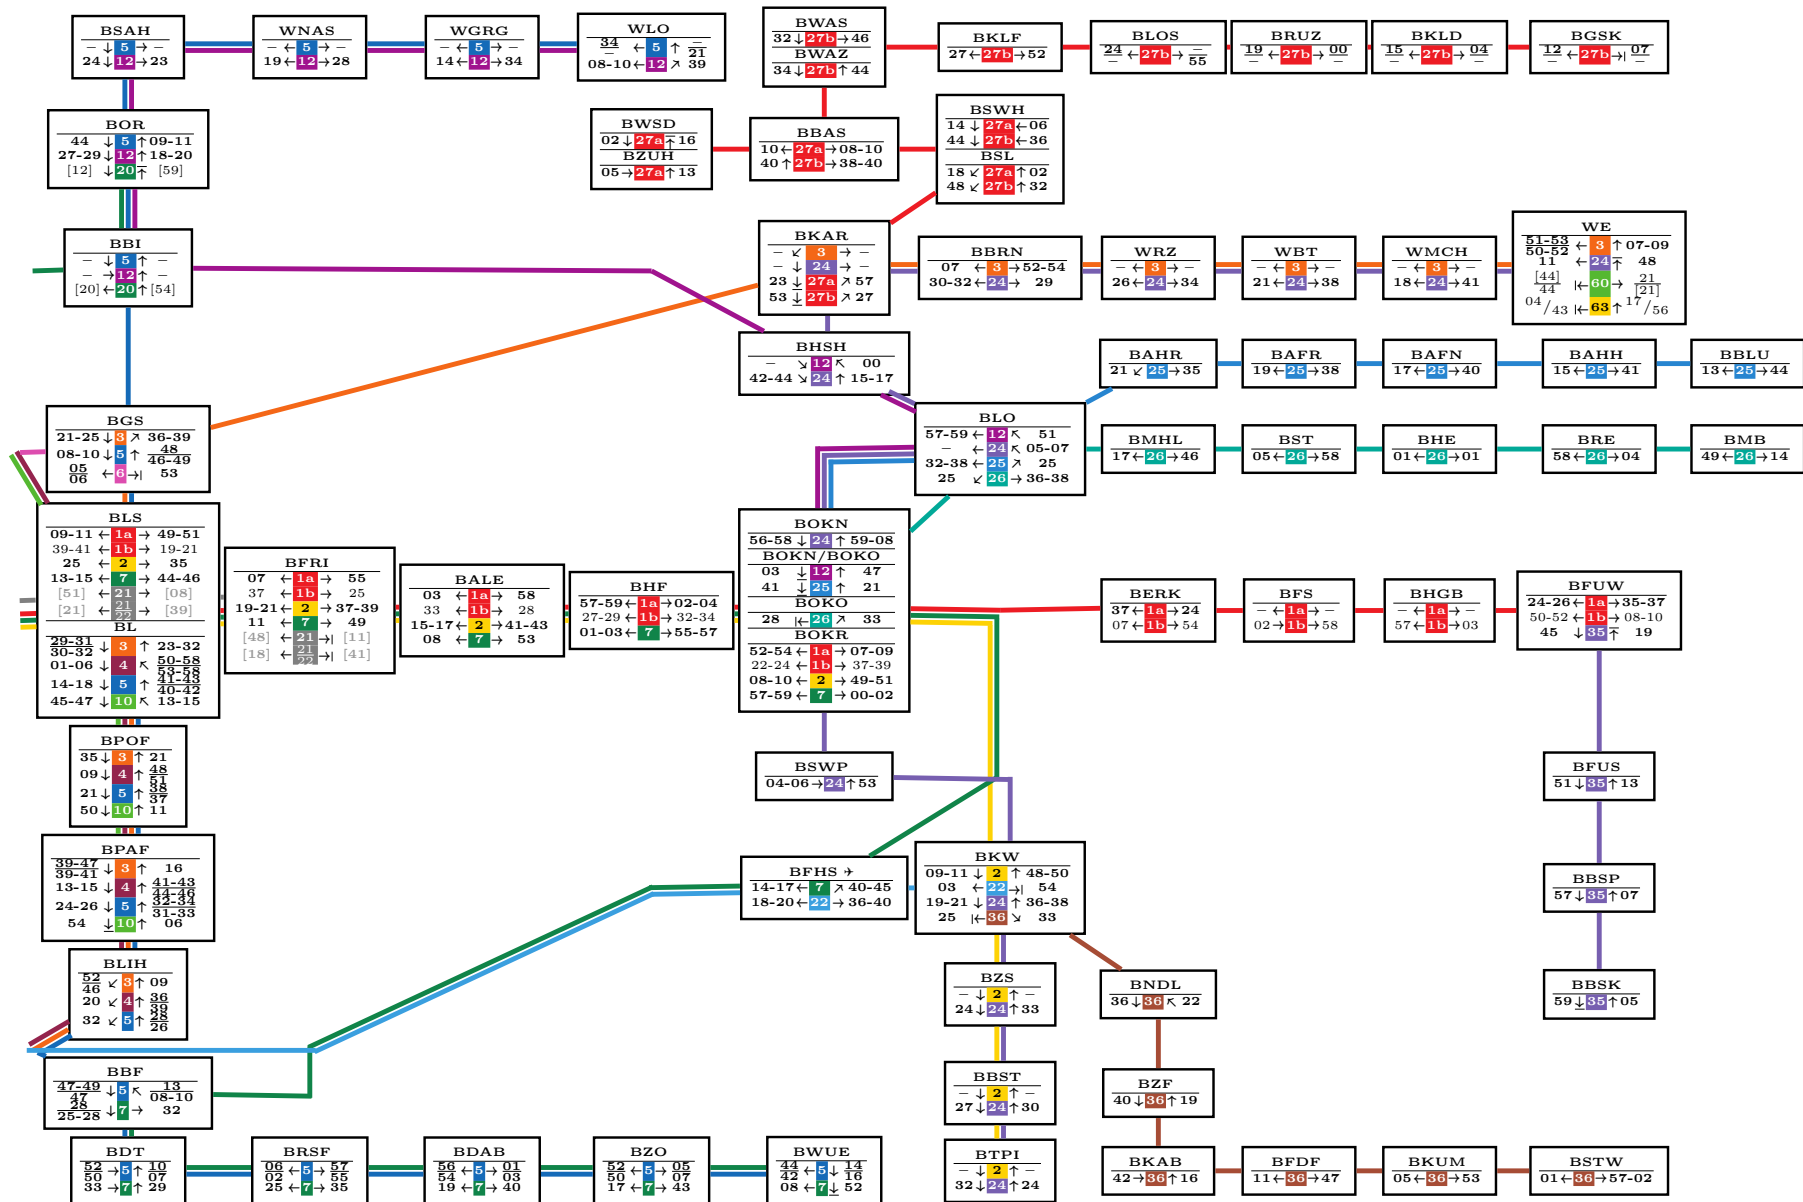 BSAH
– ↓ 5 → –
24 ↓ 12 → 23
WNAS
– ← 5 → –
19 ← 12 → 28
WGRG
– ← 5 → –
14 ← 12 → 34
WLO
34/– ← 5 ↑ –/21
08-10 ← 12 ↗ 39
BWAS
32 ↓ 27b → 46
BWAZ
34 ↓ 27b ↑ 44
BKLF
27 ← 27b → 52
BLOS
24/– ← 27b → –/55
BRUZ
19/– ← 27b → 00/–
BKLD
15/– ← 27b → 04/–
BGSK
12/– ← 27b →| 07/–
BOR
44 ↓ 5 ↑ 09-11
27-29 ↓ 12 ↑ 18-20
[12] ↓ 20 ↑ [59]
BWSD
02 ↓ 27a ↑ 16
BZUH
05 → 27a ↑ 13
BBAS
10 ← 27a → 08-10
40 ↑ 27b → 38-40
BSWH
14 ↓ 27a ← 06
44 ↓ 27b ← 36
BSL
18 ↙ 27a ↑ 02
48 ↙ 27b ↑ 32
BBI
– ↓ 5 ↑ –
– → 12 ↑ –
[20] ← 20 ↑ [54]
BKAR
– ↙ 3 → –
– ↓ 24 → –
23 ↓ 27a ↗ 57
53 ↓ 27b ↗ 27
BBRN
07 ← 3 → 52-54
30-32 ← 24 → 29
WRZ
– ← 3 → –
26 ← 24 → 34
WBT
– ← 3 → –
21 ← 24 → 38
WMCH
– ← 3 → –
18 ← 24 → 41
WE
51-53/50-52 ← 3 ↑ 07-09
11 ← 24 ↑ 48
[44]/44 |← 60 → 21/[21]
04/43 |← 63 ↑ 17/56
BHSH
– ↘ 12 ↖ 00
42-44 ↘ 24 ↑ 15-17
BAHR
21 ↙ 25 → 35
BAFR
19 ← 25 → 38
BAFN
17 ← 25 → 40
BAHH
15 ← 25 → 41
BBLU
13 ← 25 → 44
BGS
21-25 ↓ 3 ↗ 36-39
08-10 ↓ 5 ↑ 48/46-49
05/06 ← 6 →| 53
BLO
57-59 ← 12 ↖ 51
– ← 24 ↖ 05-07
32-38 ← 25 ↗ 25
25 ↙ 26 → 36-38
BMHL
17 ← 26 → 46
BST
05 ← 26 → 58
BHE
01 ← 26 → 01
BRE
58 ← 26 → 04
BMB
49 ← 26 → 14
BLS
09-11 ← 1a → 49-51
39-41 ← 1b → 19-21
25 ← 2 → 35
13-15 ← 7 → 44-46
[51] ← 21 → [08]
[21] ← 21/22 → [39]
BL
29-31/30-32 ↓ 3 ↑ 23-32
01-06 ↓ 4 ↖ 50-58/53-58
14-18 ↓ 5 ↑ 41-43/40-42
45-47 ↓ 10 ↖ 13-15
BFRI
07 ← 1a → 55
37 ← 1b → 25
19-21 ← 2 → 37-39
11 ← 7 → 49
[48] ← 21 →| [11]
[18] ← 21/22 →| [41]
BALE
03 ← 1a → 58
33 ← 1b → 28
15-17 ← 2 → 41-43
08 ← 7 → 53
BHF
57-59 ← 1a → 02-04
27-29 ← 1b → 32-34
01-03 ← 7 → 55-57
BOKN
56-58 ↓ 24 ↑ 59-08
BOKN/BOKO
03 ↓ 12 ↑ 47
41 ↓ 25 ↑ 21
BOKO
28 |← 26 ↗ 33
BOKR
52-54 ← 1a → 07-09
22-24 ← 1b → 37-39
08-10 ← 2 → 49-51
57-59 ← 7 → 00-02
BERK
37 ← 1a → 24
07 ← 1b → 54
BFS
– ← 1a → –
02 → 1b → 58
BHGB
– ← 1a → –
57 ← 1b → 03
BFUW
24-26 ← 1a → 35-37
50-52 ← 1b → 08-10
45 ↓ 35 ↑ 19
BPOF
35 ↓ 3 ↑ 21
09 ↓ 4 ↑ 48/51
21 ↓ 5 ↑ 38/37
50 ↓ 10 ↑ 11
BSWP
04-06 → 24 ↑ 53
BFUS
51 ↓ 35 ↑ 13
BPAF
39-47/39-41 ↓ 3 ↑ 16
13-15 ↓ 4 ↑ 41-43/44-46
24-26 ↓ 5 ↑ 32-34/31-33
54 ↓ 10 ↑ 06
BFHS ✈
14-17 ← 7 ↗ 40-45
18-20 ← 22 → 36-40
BKW
09-11 ↓ 2 ↑ 48-50
03 ← 22 →| 54
19-21 ↓ 24 ↑ 36-38
25 |← 36 ↘ 33
BBSP
57 ↓ 35 ↑ 07
BLIH
52/46 ↙ 3 ↑ 09
20 ↙ 4 ↑ 36/39
32 ↙ 5 ↑ 28/26
BZS
– ↓ 2 ↑ –
24 ↓ 24 ↑ 33
BNDL
36 ↓ 36 ↖ 22
BBSK
59 ↓ 35 ↑ 05
BBF
47-49/47 ↓ 5 ↖ 13/08-10
28/25-28 ↓ 7 → 32
BBST
– ↓ 2 ↑ –
27 ↓ 24 ↑ 30
BZF
40 ↓ 36 ↑ 19
BDT
52/50 → 5 ↑ 10/07
33 → 7 ↑ 29
BRSF
06/02 ← 5 → 57/55
25 ← 7 → 35
BDAB
56/54 ← 5 → 01/03
19 ← 7 → 40
BZO
52/50 ← 5 → 05/07
17 ← 7 → 43
BWUE
44/42 ← 5 ↓ 14/16
08 ← 7 ↓ 52
BTPI
– ↓ 2 ↑ –
32 ↓ 24 ↑ 24
BKAB
42 → 36 ↑ 16
BFDF
11 ← 36 → 47
BKUM
05 ← 36 → 53
BSTW
01 ← 36 → 57-02